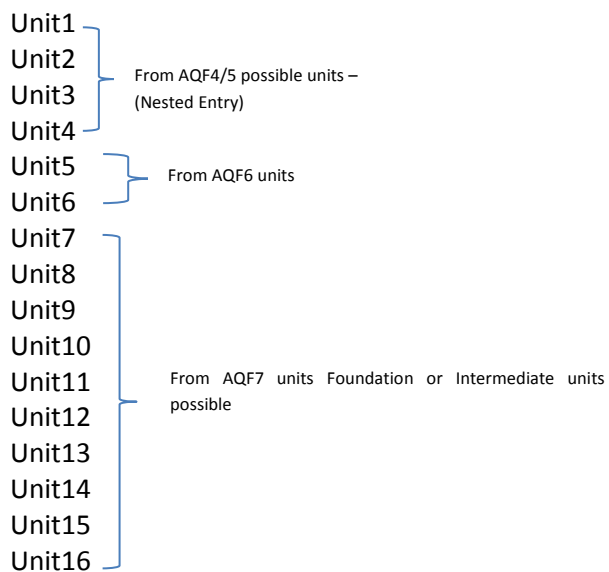 Unit1
Unit2
From AQF4/5 possible units –
Unit3
(Nested Entry)
Unit4
Unit5
From AQF6 units
Unit6
Unit7
Unit8
Unit9
Unit10
Unit11
From AQF7 units Foundation or Intermediate units
possible
Unit12
Unit13
Unit14
Unit15
Unit16